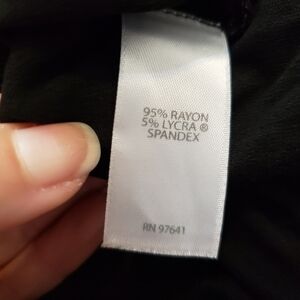 95% RAYON
5% LYCRA ®
SPANDEX
RN 97641